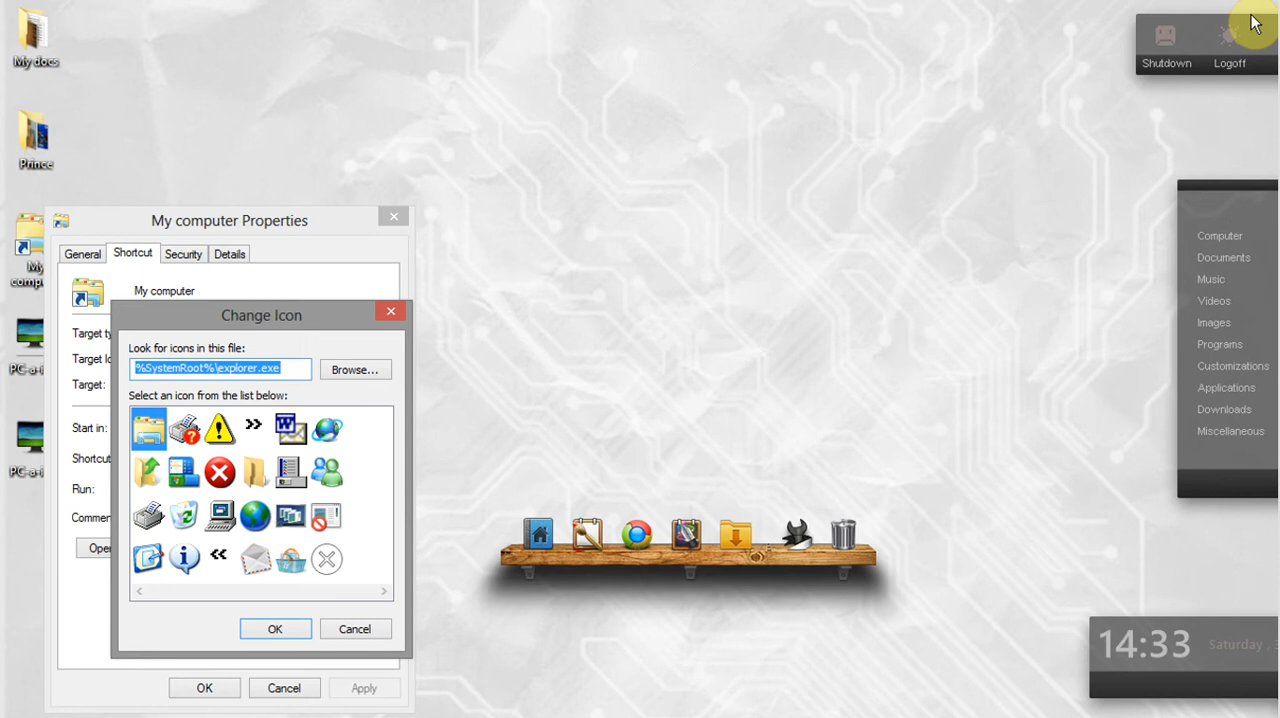 My docs
Prince
My
comp
PC-a-i
PC-a-i
My computer Properties
General
Shortcut
Security
Details
My computer
Target ty
Target lo
Target:
Start in:
Shortcut
Run:
Comme
Ope
Change Icon
Look for icons in this file:
%SystemRoot%\explorer.exe
Browse...
Select an icon from the list below:
OK
Cancel
OK
Cancel
Apply
Shutdown
Logoff
Computer
Documents
Music
Videos
Images
Programs
Customizations
Applications
Downloads
Miscellaneous
14:33
Saturday ,